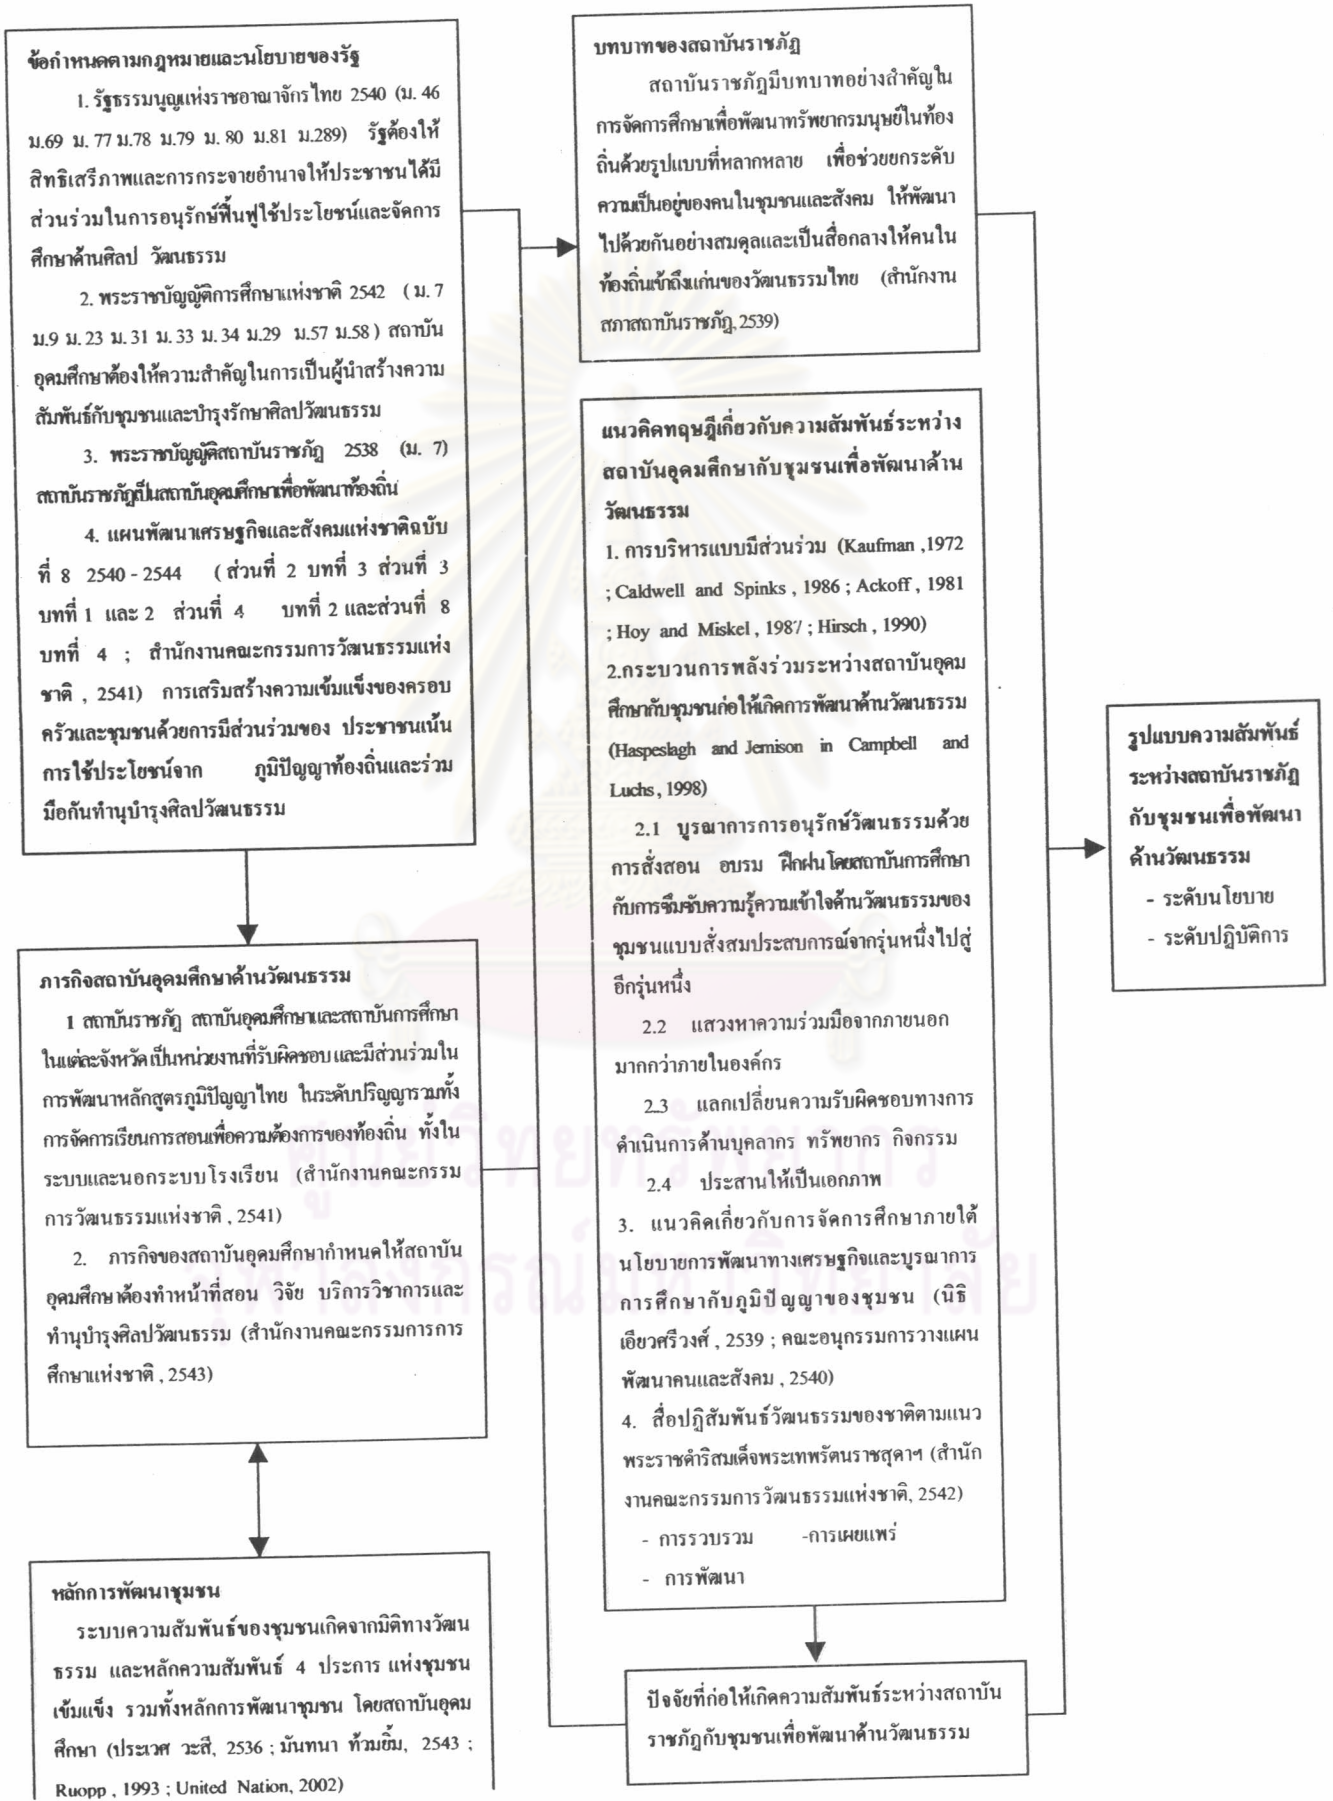 ข้อกำหนดตามกฎหมายและนโยบายของรัฐ
1. รัฐธรรมนูญแห่งราชอาณาจักรไทย 2540 (ม. 46
ม.69 ม. 77 ม.78 ม.79 ม. 80 ม.81 ม.289) รัฐต้องให้
สิทธิเสรีภาพและการกระจายอำนาจให้ประชาชนได้มี
ส่วนร่วมในการอนุรักษ์ฟื้นฟูใช้ประโยชน์และจัดการ
ศึกษาด้านศิลป วัฒนธรรม
2. พระราชบัญญัติการศึกษาแห่งชาติ 2542 ( ม. 7
ม.9 ม. 23 ม. 31 ม. 33 ม. 34 ม.29 ม.57 ม.58 ) สถาบัน
อุดมศึกษาต้องให้ความสำคัญในการเป็นผู้นำสร้างความ
สัมพันธ์กับชุมชนและบำรุงรักษาศิลปวัฒนธรรม
3. พระราชบัญญัติสถาบันราชภัฏ 2538 (ม. 7)
สถาบันราชภัฏเป็นสถาบันอุดมศึกษาเพื่อพัฒนาท้องถิ่น
4. แผนพัฒนาเศรษฐกิจและสังคมแห่งชาติฉบับ
ที่ 8 2540 - 2544 ( ส่วนที่ 2 บทที่ 3 ส่วนที่ 3
บทที่ 1 และ 2 ส่วนที่ 4 บทที่ 2 และส่วนที่ 8
บทที่ 4 ; สำนักงานคณะกรรมการวัฒนธรรมแห่ง
ชาติ , 2541) การเสริมสร้างความเข้มแข็งของครอบ
ครัวและชุมชนด้วยการมีส่วนร่วมของ ประชาชนเน้น
การใช้ประโยชน์จาก ภูมิปัญญาท้องถิ่นและร่วม
มือกันทำนุบำรุงศิลปวัฒนธรรม
ภารกิจสถาบันอุดมศึกษาด้านวัฒนธรรม
1 สถาบันราชภัฏ สถาบันอุดมศึกษาและสถาบันการศึกษา
ในแต่ละจังหวัดเป็นหน่วยงานที่รับผิดชอบ และมีส่วนร่วมใน
การพัฒนาหลักสูตรภูมิปัญญาไทย ในระดับปริญญารวมทั้ง
การจัดการเรียนการสอนเพื่อความต้องการของท้องถิ่น ทั้งใน
ระบบและนอกระบบโรงเรียน (สำนักงานคณะกรรม
การวัฒนธรรมแห่งชาติ , 2541)
2. ภารกิจของสถาบันอุดมศึกษากำหนดให้สถาบัน
อุดมศึกษาต้องทำหน้าที่สอน วิจัย บริการวิชาการและ
ทำนุบำรุงศิลปวัฒนธรรม (สำนักงานคณะกรรมการการ
ศึกษาแห่งชาติ , 2543)
หลักการพัฒนาชุมชน
ระบบความสัมพันธ์ของชุมชนเกิดจากมิติทางวัฒน
ธรรม และหลักความสัมพันธ์ 4 ประการ แห่งชุมชน
เข้มแข็ง รวมทั้งหลักการพัฒนาชุมชน โดยสถาบันอุดม
ศึกษา (ประเวศ วะสี, 2536 ; มันทนา ท้วมยิ้ม, 2543 ;
Ruopp , 1993 ; United Nation, 2002)
บทบาทของสถาบันราชภัฏ
สถาบันราชภัฏมีบทบาทอย่างสำคัญใน
การจัดการศึกษาเพื่อพัฒนาทรัพยากรมนุษย์ในท้อง
ถิ่นด้วยรูปแบบที่หลากหลาย เพื่อช่วยยกระดับ
ความเป็นอยู่ของคนในชุมชนและสังคม ให้พัฒนา
ไปด้วยกันอย่างสมดุลและเป็นสื่อกลางให้คนใน
ท้องถิ่นเข้าถึงแก่นของวัฒนธรรมไทย (สำนักงาน
สภาสถาบันราชภัฏ, 2539)
แนวคิดทฤษฎีเกี่ยวกับความสัมพันธ์ระหว่าง
สถาบันอุดมศึกษากับชุมชนเพื่อพัฒนาด้าน
วัฒนธรรม
1. การบริหารแบบมีส่วนร่วม (Kaufman ,1972
; Caldwell and Spinks , 1986 ; Ackoff , 1981
; Hoy and Miskel , 1987 ; Hirsch , 1990)
2.กระบวนการพลังร่วมระหว่างสถาบันอุดม
ศึกษากับชุมชนก่อให้เกิดการพัฒนาด้านวัฒนธรรม
(Haspeslagh and Jemison in Campbell and
Luchs , 1998)
2.1 บูรณาการการอนุรักษ์วัฒนธรรมด้วย
การสั่งสอน อบรม ฝึกฝนโดยสถาบันการศึกษา
กับการซึมซับความรู้ความเข้าใจด้านวัฒนธรรมของ
ชุมชนแบบสั่งสมประสบการณ์จากรุ่นหนึ่งไปสู่
อีกรุ่นหนึ่ง
2.2 แสวงหาความร่วมมือจากภายนอก
มากกว่าภายในองค์กร
2.3 แลกเปลี่ยนความรับผิดชอบทางการ
ดำเนินการด้านบุคลากร ทรัพยากร กิจกรรม
2.4 ประสานให้เป็นเอกภาพ
3. แนวคิดเกี่ยวกับการจัดการศึกษาภายใต้
นโยบายการพัฒนาทางเศรษฐกิจและบูรณาการ
การศึกษากับภูมิปัญญาของชุมชน (นิธิ
เอียวศรีวงศ์ , 2539 ; คณะอนุกรรมการวางแผน
พัฒนาคนและสังคม , 2540)
4. สื่อปฏิสัมพันธ์วัฒนธรรมของชาติตามแนว
พระราชดำริสมเด็จพระเทพรัตนราชสุดาฯ (สำนัก
งานคณะกรรมการวัฒนธรรมแห่งชาติ, 2542)
- การรวบรวม -การเผยแพร่
- การพัฒนา
ปัจจัยที่ก่อให้เกิดความสัมพันธ์ระหว่างสถาบัน
ราชภัฏกับชุมชนเพื่อพัฒนาด้านวัฒนธรรม
รูปแบบความสัมพันธ์
ระหว่างสถาบันราชภัฏ
กับชุมชนเพื่อพัฒนา
ด้านวัฒนธรรม
- ระดับนโยบาย
- ระดับปฏิบัติการ
ศูนย์วิทยทรัพยากร
จุฬาลงกรณ์มหาวิทยาลัย